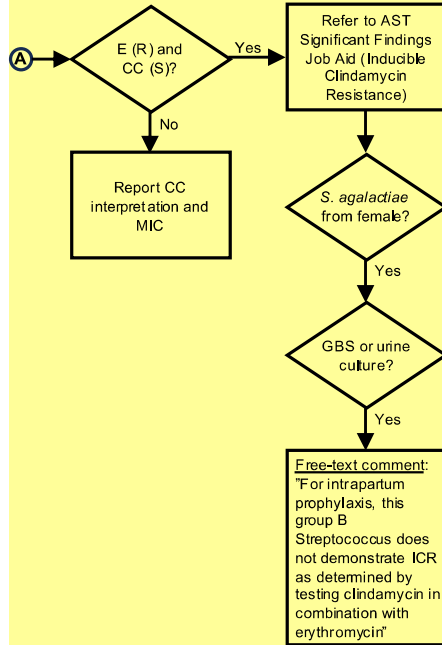 A
E (R) and
CC (S)?
Yes
Refer to AST
Significant Findings
Job Aid (Inducible
Clindamycin
Resistance)
No
Report CC
interpretation and
MIC
S. agalactiae
from female?
Yes
GBS or urine
culture?
Yes
Free-text comment:
"For intrapartum
prophylaxis, this
group B
Streptococcus does
not demonstrate ICR
as determined by
testing clindamycin in
combination with
erythromycin"